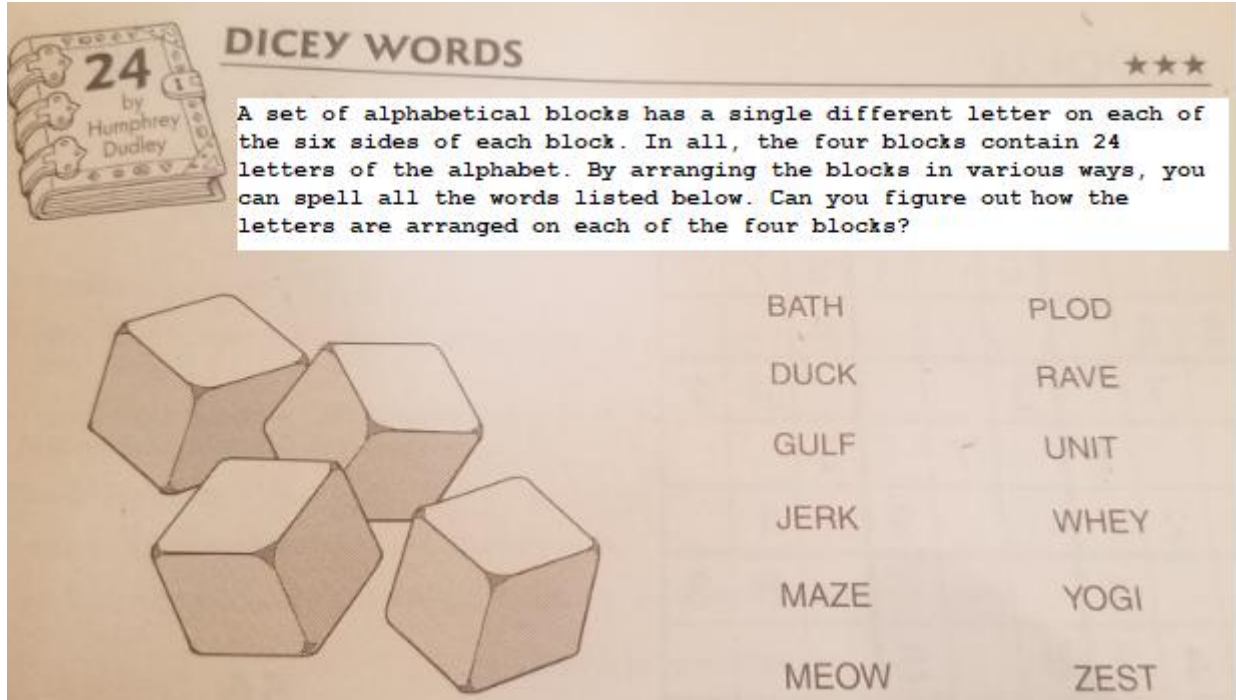 24
by
Humphrey
Dudley
DICEY WORDS
★★★
A set of alphabetical blocks has a single different letter on each of
the six sides of each block. In all, the four blocks contain 24
letters of the alphabet. By arranging the blocks in various ways, you
can spell all the words listed below. Can you figure out how the
letters are arranged on each of the four blocks?
BATH PLOD
DUCK RAVE
GULF UNIT
JERK WHEY
MAZE YOGI
MEOW ZEST